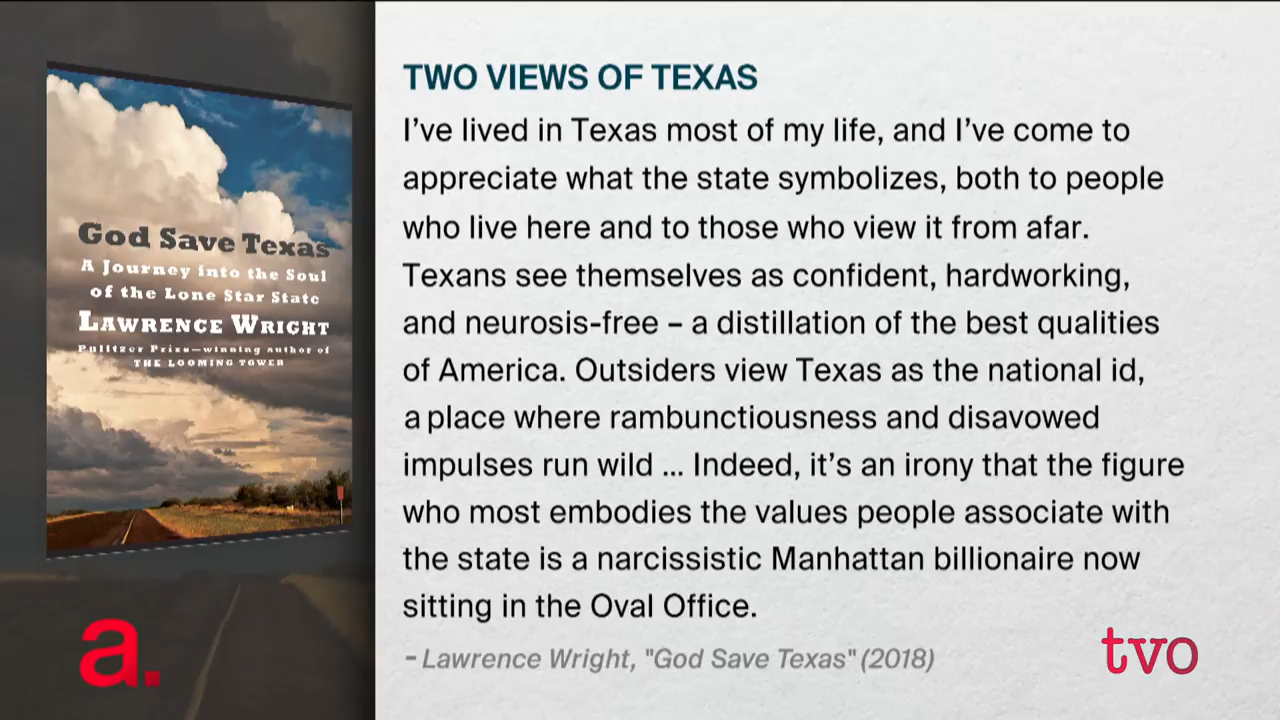 God Save Texas
A Journey into the Soul
of the Lone Star State
LAWRENCE WRIGHT
Pulitzer Prize—winning author of
THE LOOMING TOWER
a.
TWO VIEWS OF TEXAS
I’ve lived in Texas most of my life, and I’ve come to
appreciate what the state symbolizes, both to people
who live here and to those who view it from afar.
Texans see themselves as confident, hardworking,
and neurosis-free – a distillation of the best qualities
of America. Outsiders view Texas as the national id,
a place where rambunctiousness and disavowed
impulses run wild ... Indeed, it’s an irony that the figure
who most embodies the values people associate with
the state is a narcissistic Manhattan billionaire now
sitting in the Oval Office.
– Lawrence Wright, "God Save Texas" (2018)
tvo